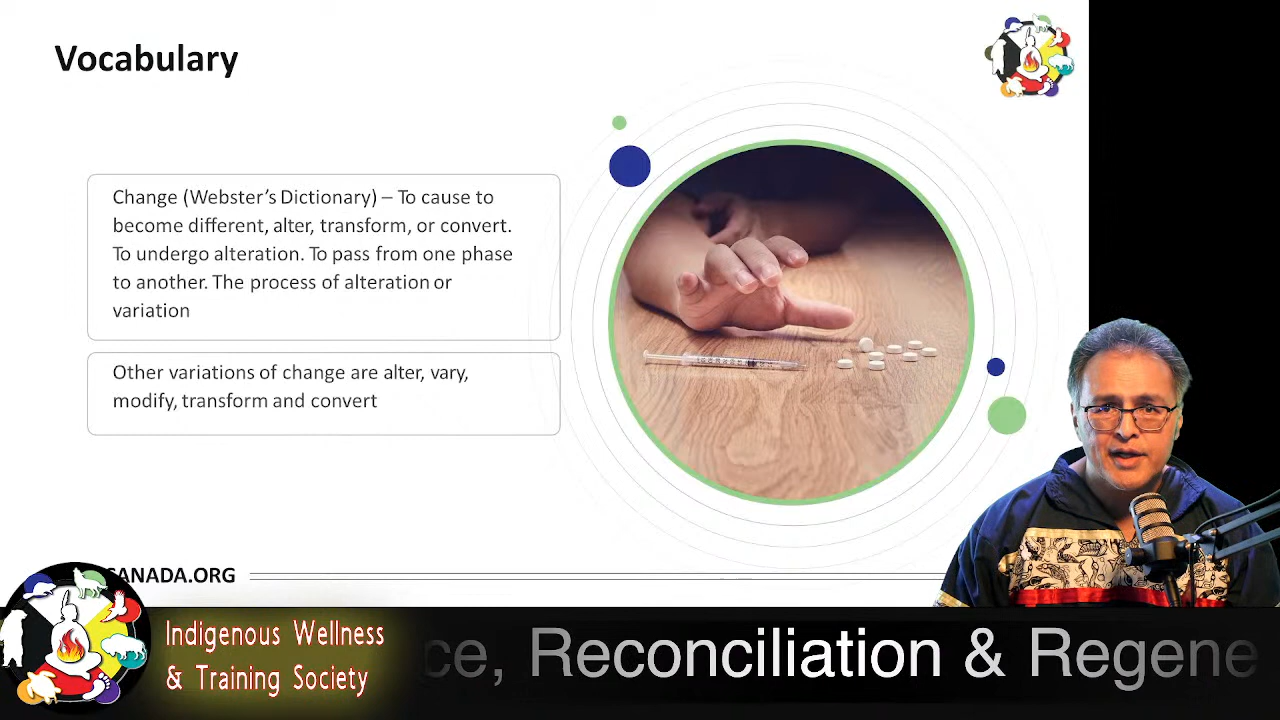 Vocabulary
Change (Webster's Dictionary) – To cause to
become different, alter, transform, or convert.
To undergo alteration. To pass from one phase
to another. The process of alteration or
variation
Other variations of change are alter, vary,
modify, transform and convert
CANADA.ORG
Indigenous Wellness
& Training Society
ce, Reconciliation & Regene